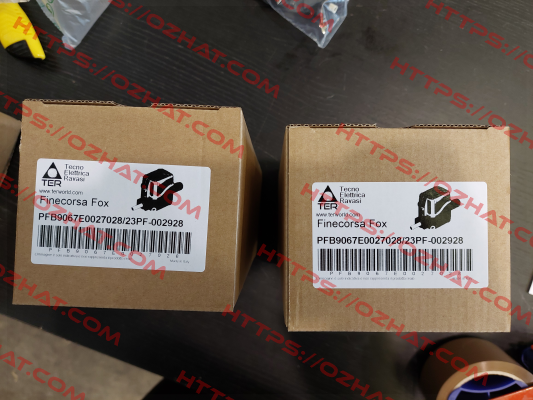 TER
Tecno
Elettrica
Ravasi
www.terworld.com
Finecorsa Fox
PFB9067E0027028/23PF-002928
TER
Tecno
Elettrica
Ravasi
www.terworld.com
Finecorsa Fox
PFB9067E0027028/23PF-002928
HTTPS://OZHAT.COM